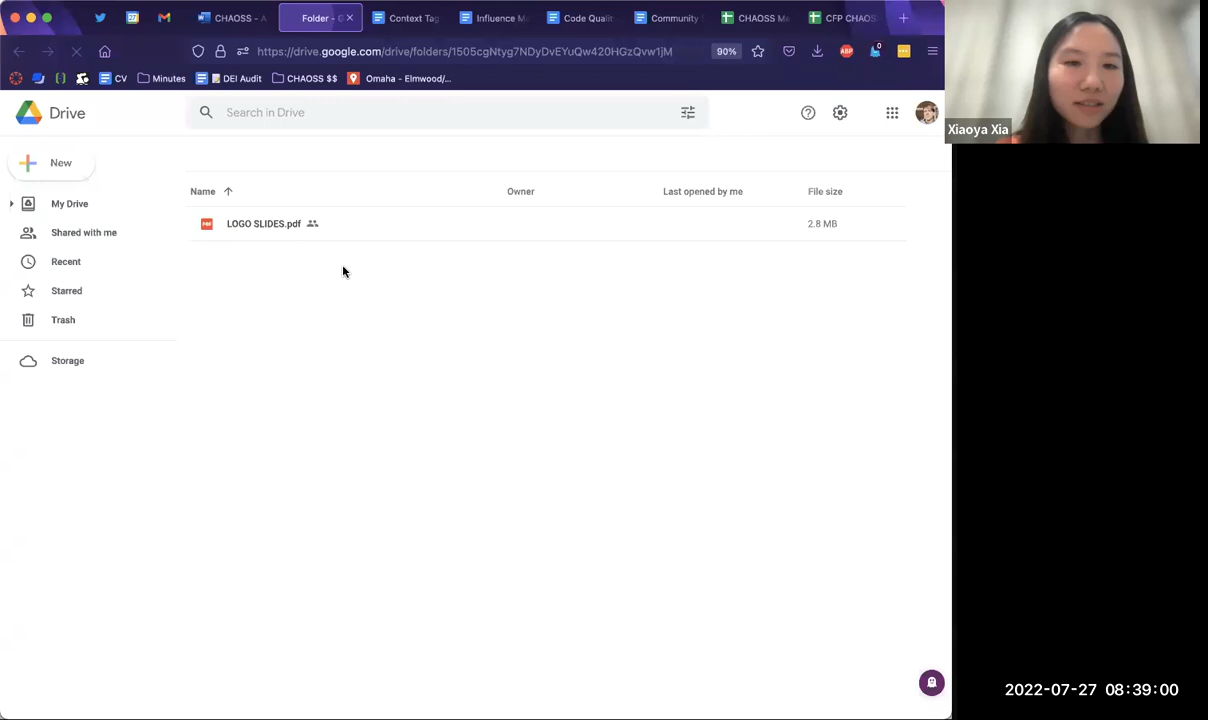 CHAOSS - A
Folder - G
Context Tag
Influence M
Code Qualit
Community
CHAOSS Ma
CFP CHAOS
https://drive.google.com/drive/folders/1505cgNtyg7NDyDvEYuQw420HGzQvw1jM
90%
ABP
0
CV
Minutes
DEI Audit
CHAOSS $$
Omaha - Elmwood/...
Drive
Search in Drive
Xiaoya Xia
New
Name
Owner
Last opened by me
File size
My Drive
LOGO SLIDES.pdf
2.8 MB
Shared with me
Recent
Starred
Trash
Storage
2022-07-27 08:39:00